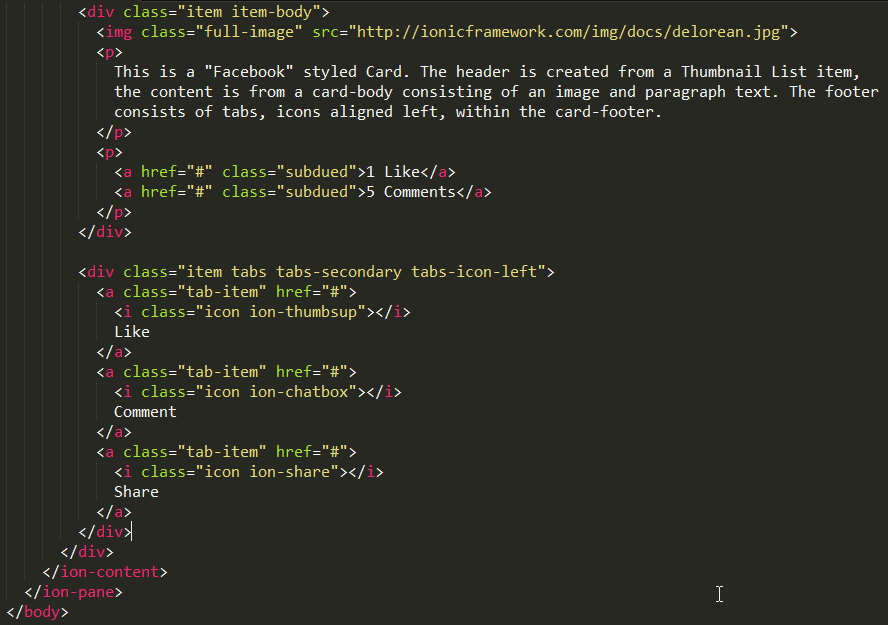 <div class="item item-body">
<img class="full-image" src="http://ionicframework.com/img/docs/delorean.jpg">
<p>
This is a "Facebook" styled Card. The header is created from a Thumbnail List item,
the content is from a card-body consisting of an image and paragraph text. The footer
consists of tabs, icons aligned left, within the card-footer.
</p>
<p>
<a href="#" class="subdued">1 Like</a>
<a href="#" class="subdued">5 Comments</a>
</p>
</div>
<div class="item tabs tabs-secondary tabs-icon-left">
<a class="tab-item" href="#">
<i class="icon ion-thumbsup"></i>
Like
</a>
<a class="tab-item" href="#">
<i class="icon ion-chatbox"></i>
Comment
</a>
<a class="tab-item" href="#">
<i class="icon ion-share"></i>
Share
</a>
</div>
</div>
</ion-content>
</ion-pane>
</body>